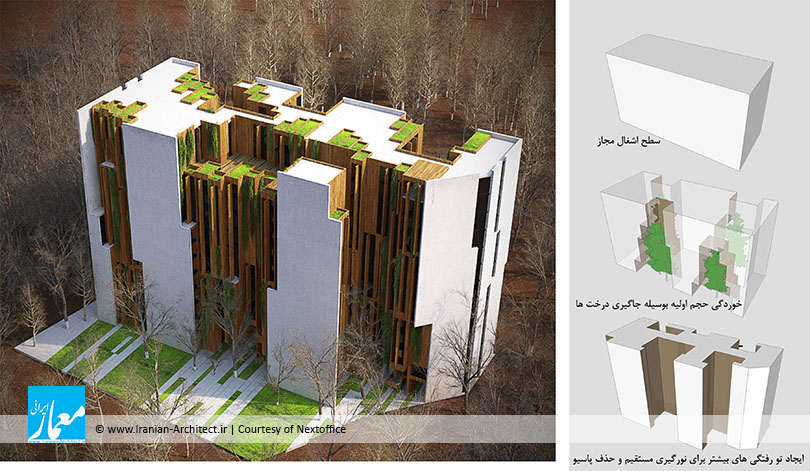 سطح اشغال مجاز
خوردگی حجم اولیه بوسیله جاگیری درخت ها
ایجاد تو رفتگی های بیشتر برای نورگیری مستقیم و حذف پاسیو
معمار ایرانی
© www.Iranian-Architect.ir | Courtesy of Nextoffice